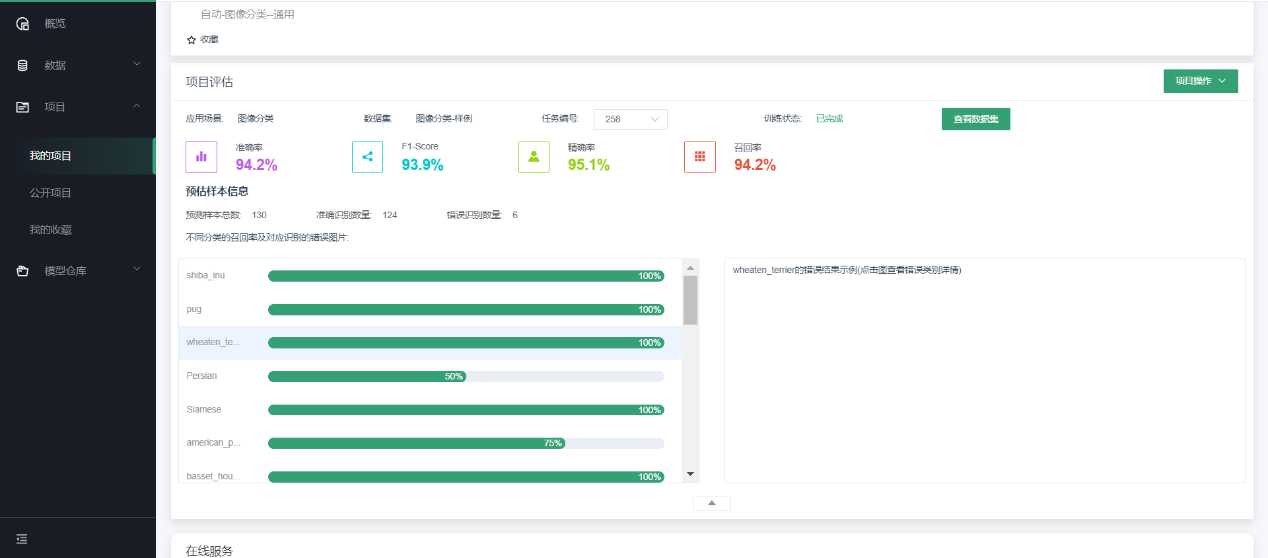 自动-图像分类--通用
收藏
概览
数据
项目
我的项目
公开项目
我的收藏
模型仓库
项目评估
项目操作
应用场景: 图像分类 数据集: 图像分类-样例 任务编号: 258 训练状态: 已完成 查看数据集
准确率 94.2%
F1-Score 93.9%
精确率 95.1%
召回率 94.2%
预估样本信息
预测样本总数: 130 准确识别数量: 124 错误识别数量: 6
不同分类的召回率及对应识别的错误图片:
shiba_inu 100%
pug 100%
wheaten_te... 100%
Persian 50%
Siamese 100%
american_p... 75%
basset_hou... 100%
wheaten_terrier的错误结果示例(点击图查看错误类别详情)
在线服务